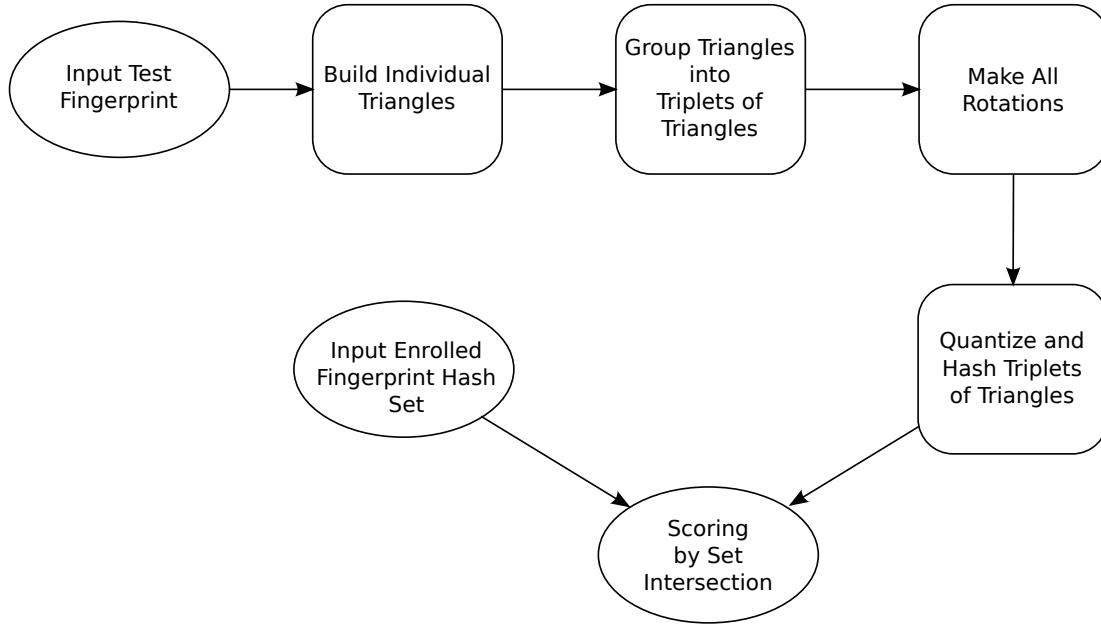 Input Test
Fingerprint
Build Individual
Triangles
Group Triangles
into
Triplets of
Triangles
Make All
Rotations
Quantize and
Hash Triplets
of Triangles
Input Enrolled
Fingerprint Hash
Set
Scoring
by Set
Intersection